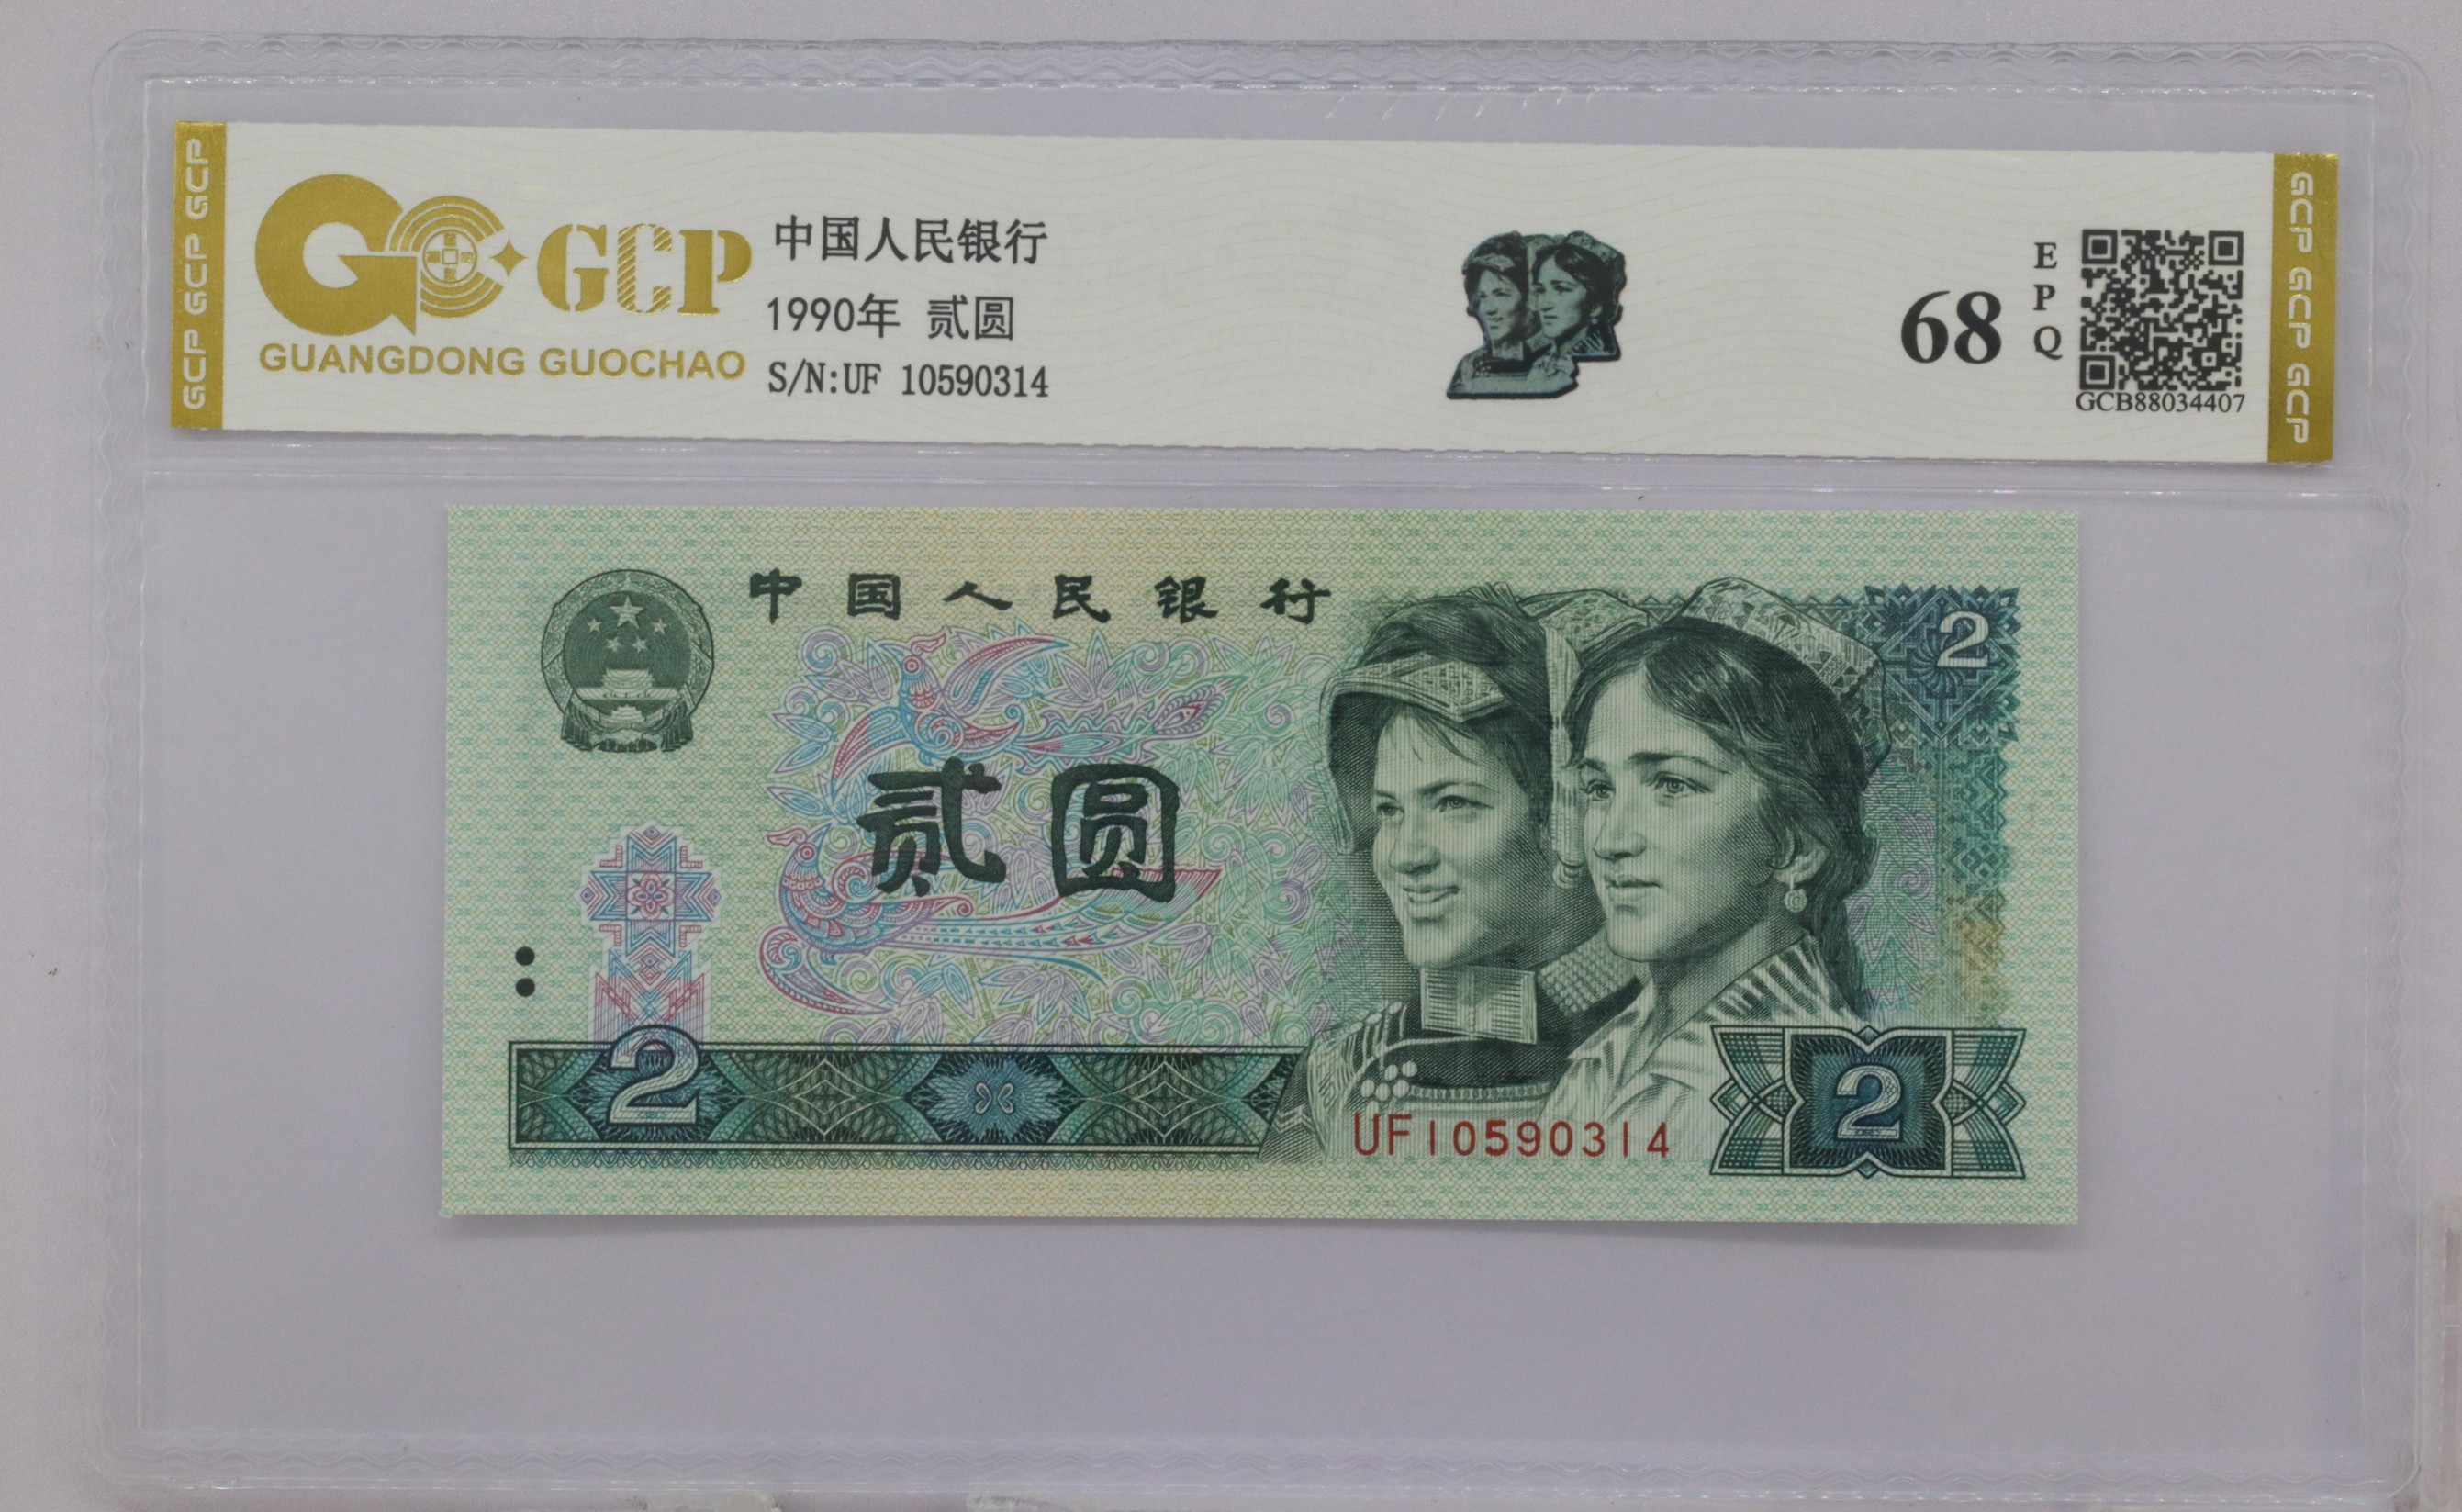 GCP GCP GCP
GCP
GUANGDONG GUOCHAO
中国人民银行
1990年 贰圆
S/N:UF 10590314
68
EPQ
GCB88034407
GCP GCP GCP
中国人民银行
2
贰圆
2
UF10590314
2